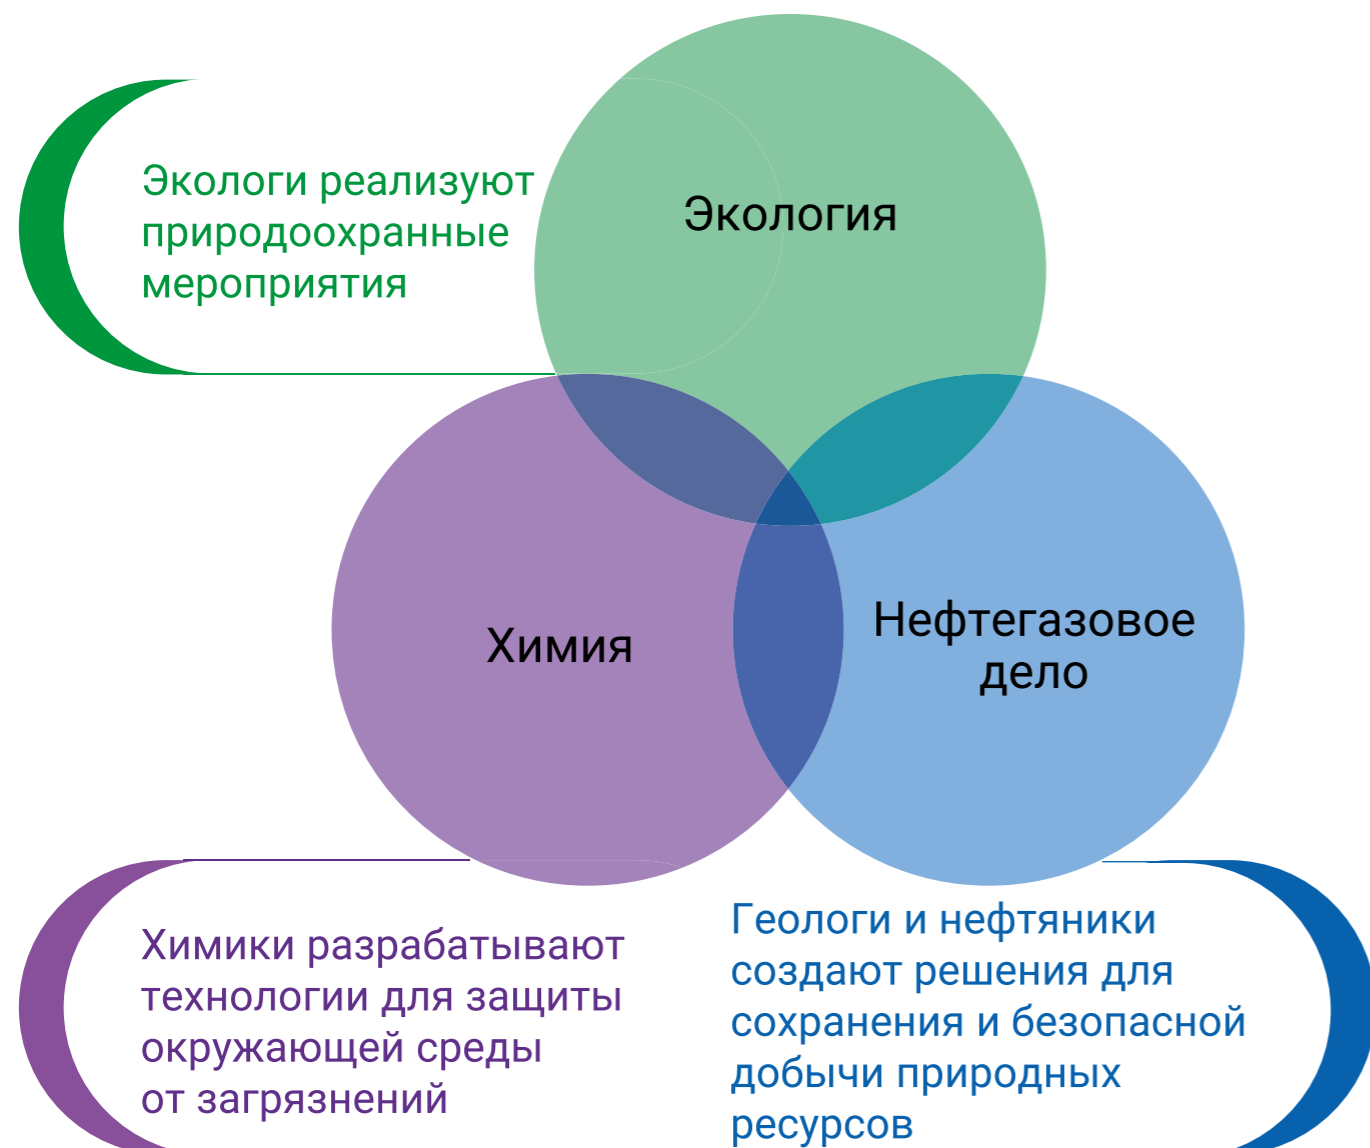 Экологи реализуют
природоохранные
мероприятия
Экология
Химия
Нефтегазовое
дело
Химики разрабатывают
технологии для защиты
окружающей среды
от загрязнений
Геологи и нефтяники
создают решения для
сохранения и безопасной
добычи природных
ресурсов